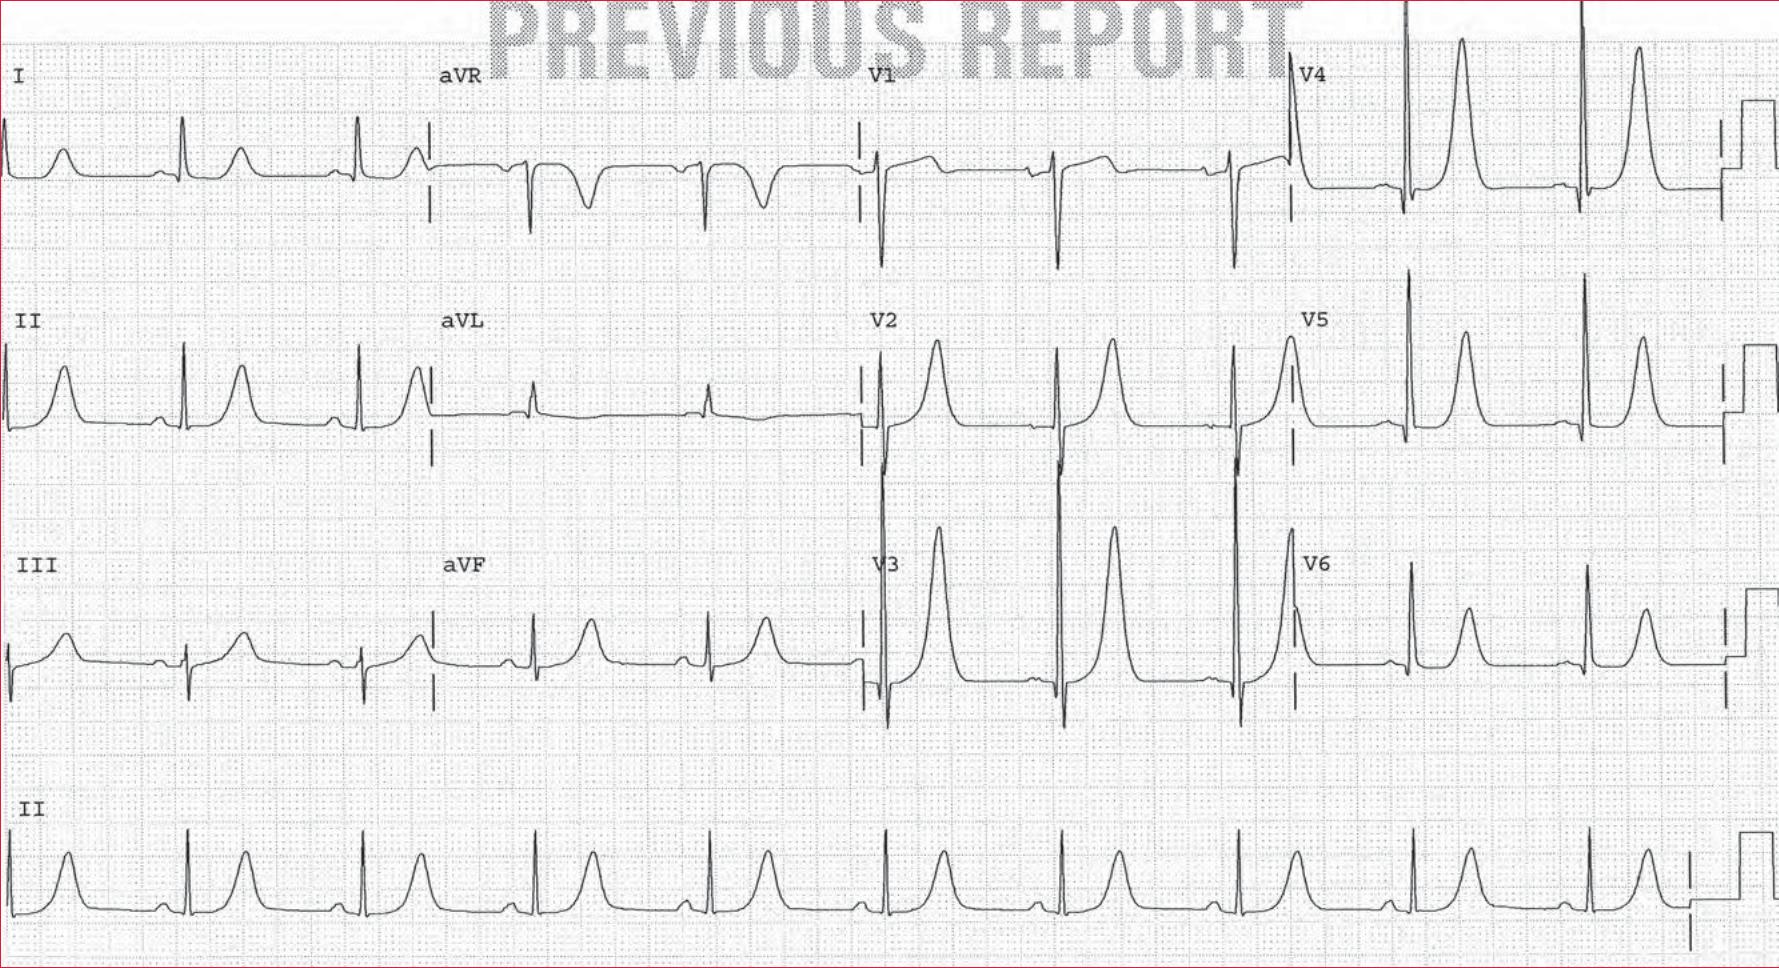 PREVIOUS REPORT
I aVR V1 V4
II aVL V2 V5
III aVF V3 V6
II